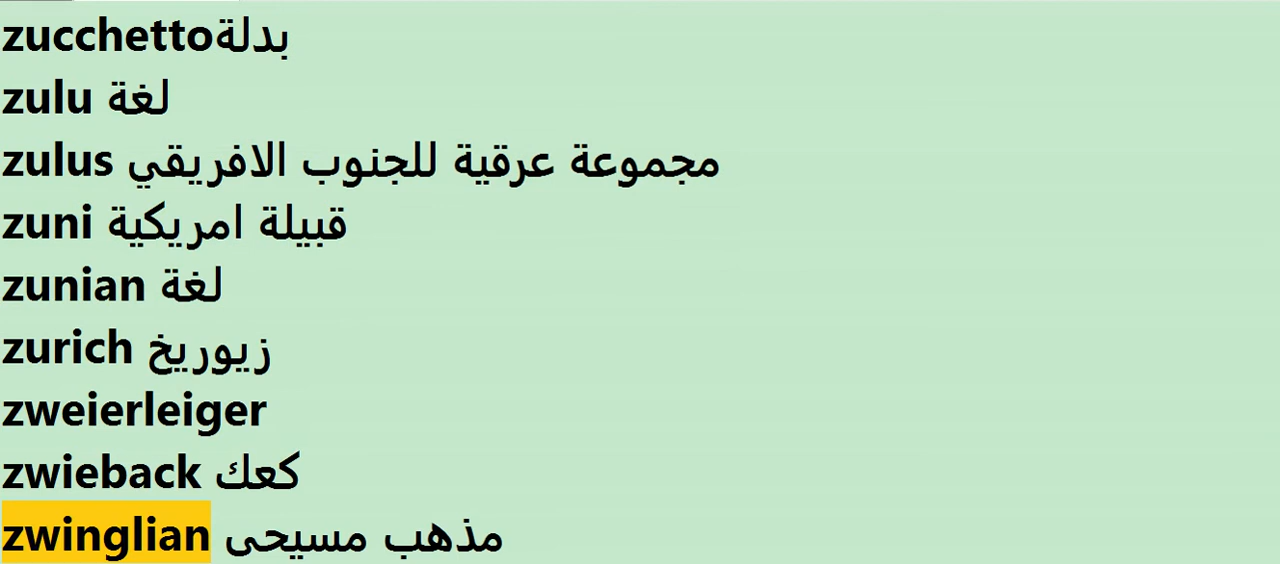 zucchettoبدلة
zulu لغة
zulus مجموعة عرقية للجنوب الافريقي
zuni قبيلة امريكية
zunian لغة
zurich زيوريخ
zweierleiger
zwieback كعك
zwinglian مذهب مسيحى